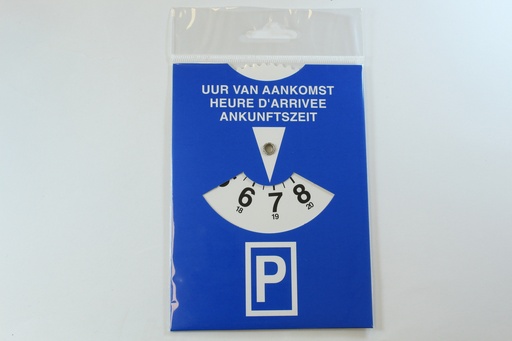 UUR VAN AANKOMST
HEURE D'ARRIVEE
ANKUNFTSZEIT
6 7 8
18 19 20
P